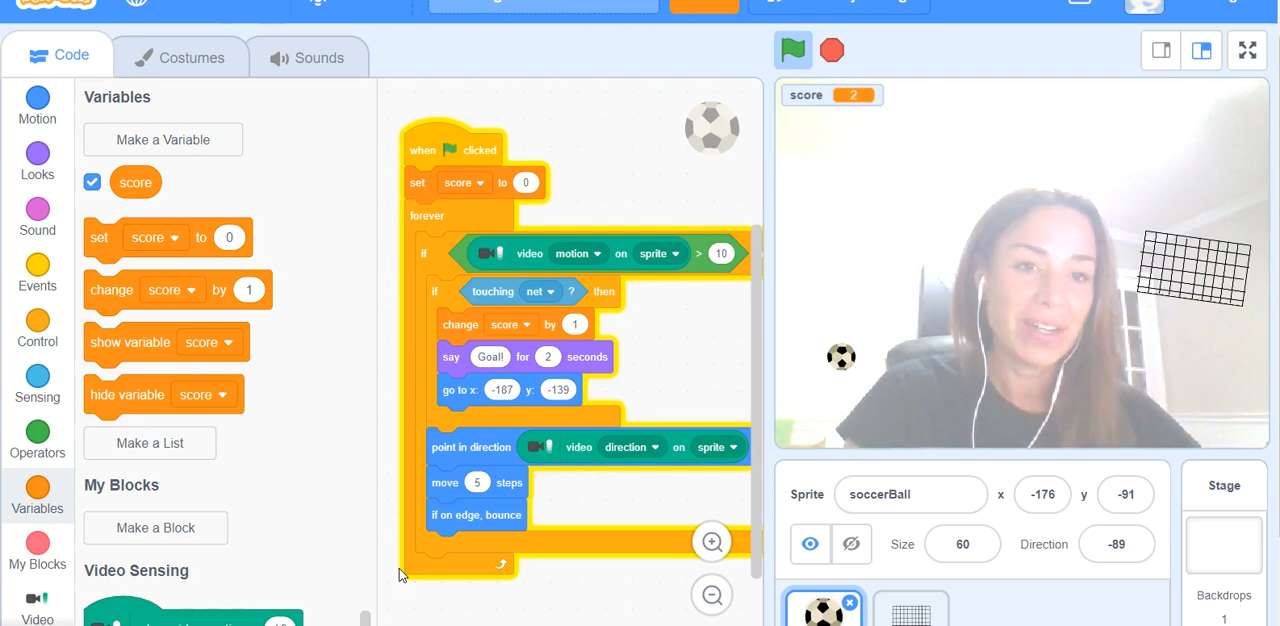 Code
Costumes
Sounds
Motion
Looks
Sound
Events
Control
Sensing
Operators
Variables
My Blocks
Video
Variables
Make a Variable
score
set score to 0
change score by 1
show variable score
hide variable score
Make a List
My Blocks
Make a Block
Video Sensing
10
when clicked
set score to 0
forever
if video motion on sprite > 10
if touching net ? then
change score by 1
say Goal! for 2 seconds
go to x: -187 y: -139
point in direction video direction on sprite
move 5 steps
if on edge, bounce
score 2
Sprite soccerBall x -176 y -91
Size 60 Direction -89
Stage
Backdrops
1